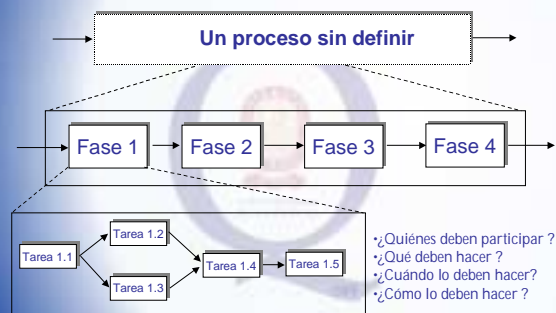 Un proceso sin definir
Fase 1
Fase 2
Fase 3
Fase 4
Tarea 1.1
Tarea 1.2
Tarea 1.3
Tarea 1.4
Tarea 1.5
•¿Quiénes deben participar ?
•¿Qué deben hacer ?
•¿Cuándo lo deben hacer?
•¿Cómo lo deben hacer ?